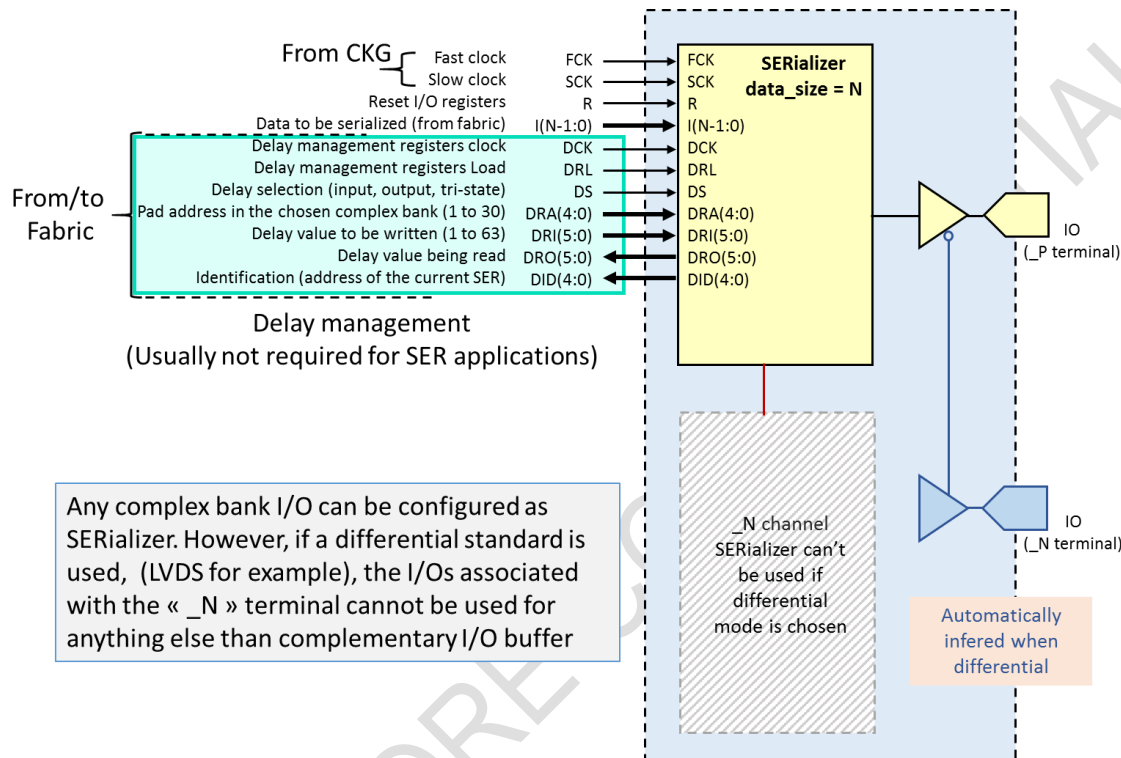 From CKG
Fast clock FCK
Slow clock SCK
Reset I/O registers R
Data to be serialized (from fabric) I(N-1:0)
Delay management registers clock DCK
Delay management registers Load DRL
Delay selection (input, output, tri-state) DS
Pad address in the chosen complex bank (1 to 30) DRA(4:0)
Delay value to be written (1 to 63) DRI(5:0)
Delay value being read DRO(5:0)
Identification (address of the current SER) DID(4:0)
From/to
Fabric
Delay management
(Usually not required for SER applications)
SERializer
data_size = N
FCK
SCK
R
I(N-1:0)
DCK
DRL
DS
DRA(4:0)
DRI(5:0)
DRO(5:0)
DID(4:0)
IO
(_P terminal)
IO
(_N terminal)
_N channel
SERializer can't
be used if
differential
mode is chosen
Automatically
infered when
differential
Any complex bank I/O can be configured as
SERializer. However, if a differential standard is
used, (LVDS for example), the I/Os associated
with the « _N » terminal cannot be used for
anything else than complementary I/O buffer